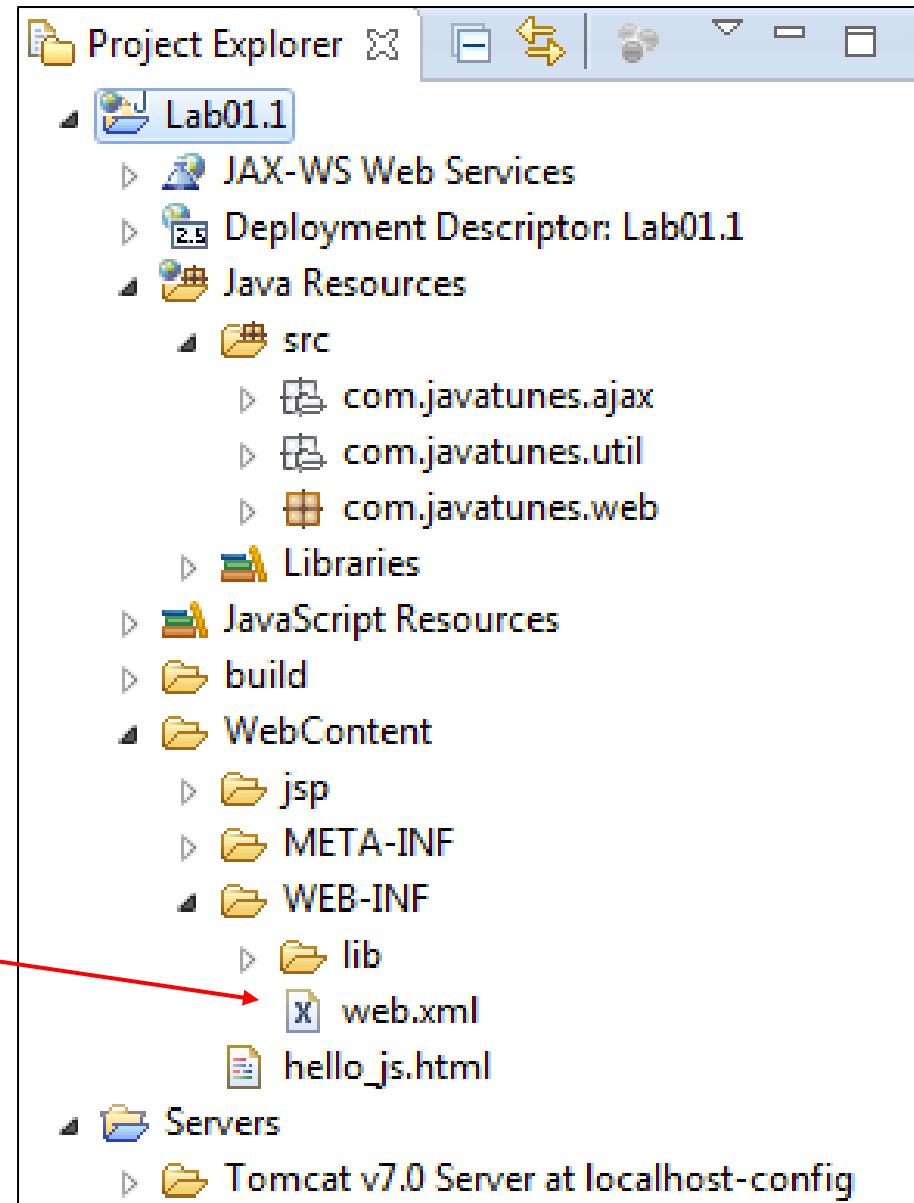 Project Explorer
Lab01.1
JAX-WS Web Services
2.5 Deployment Descriptor: Lab01.1
Java Resources
src
com.javatunes.ajax
com.javatunes.util
com.javatunes.web
Libraries
JavaScript Resources
build
WebContent
jsp
META-INF
WEB-INF
lib
X web.xml
hello_js.html
Servers
Tomcat v7.0 Server at localhost-config